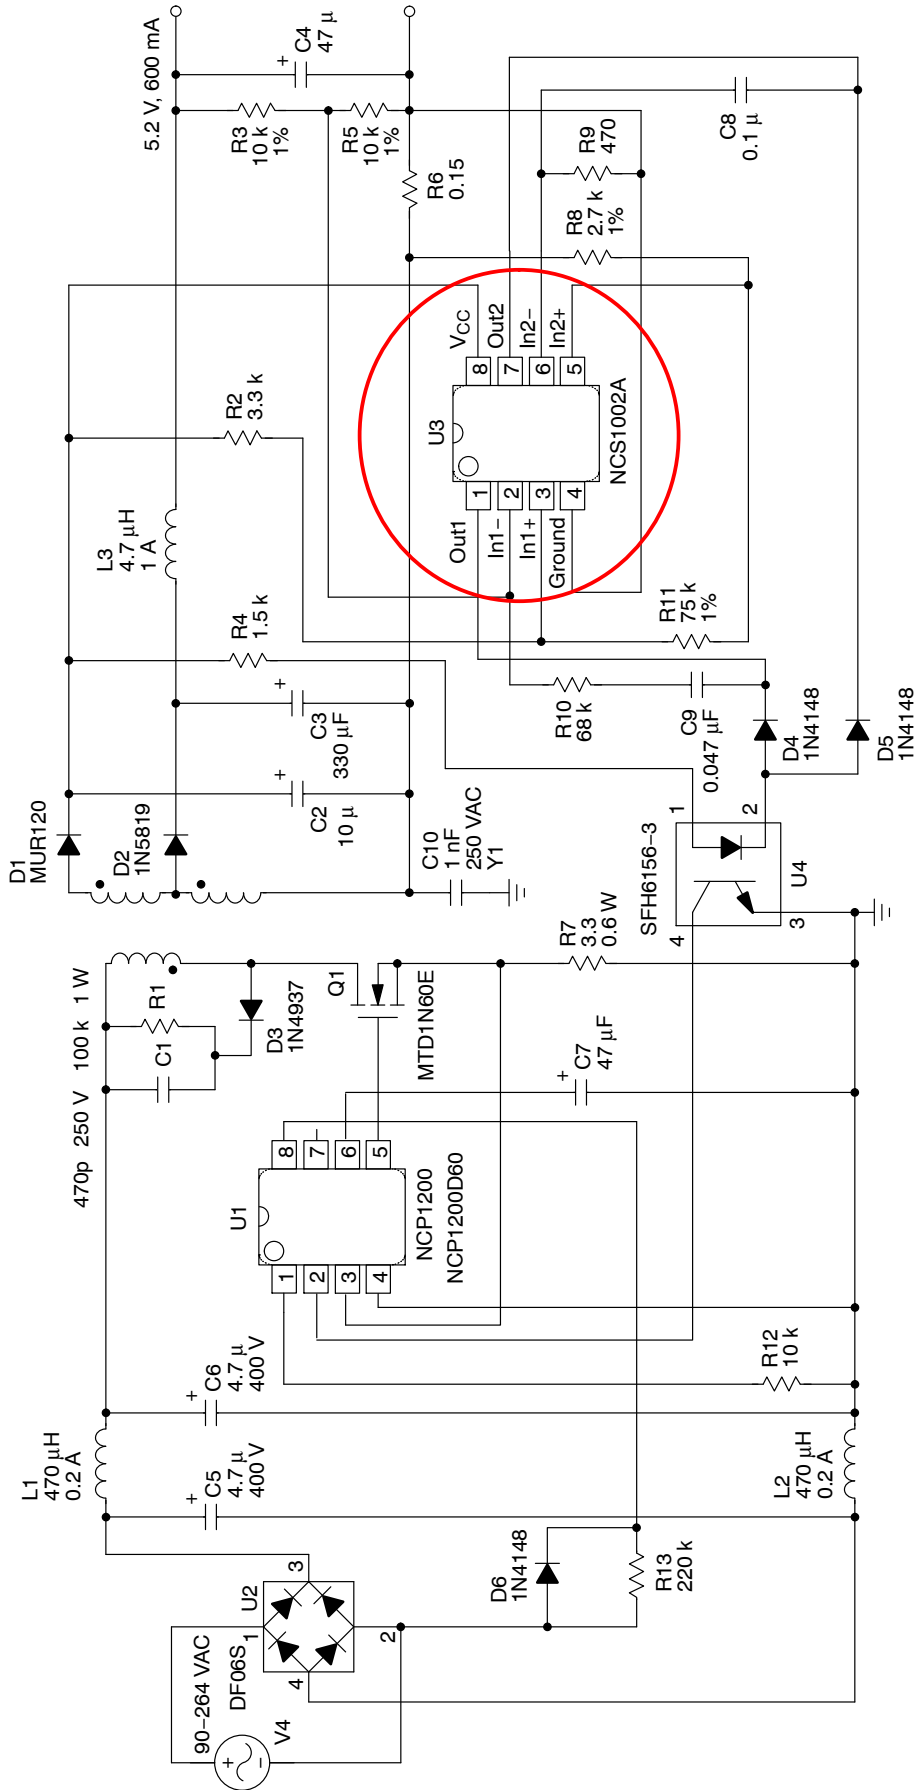 90−264 VAC
V4
+
−
U2
DF06S
1
2
3
4
L1
470 µH
0.2 A
+
C5
4.7 µ
400 V
+
C6
4.7 µ
400 V
L2
470 µH
0.2 A
D6
1N4148
R13
220 k
R12
10 k
U1
1
2
3
4
8
7
6
5
NCP1200
NCP1200D60
+
C7
47 µF
470p 250 V 100 k 1 W
C1
R1
D3
1N4937
Q1
MTD1N60E
R7
3.3
0.6 W
D1
MUR120
D2
1N5819
C10
1 nF
250 VAC
Y1
+
C2
10 µ
+
C3
330 µF
R4
1.5 k
L3
4.7 µH
1 A
R2
3.3 k
SFH6156−3
U4
4
3
1
2
R10
68 k
C9
0.047 µF
D4
1N4148
D5
1N4148
R11
75 k
1%
U3
Out1
In1−
In1+
Ground
1
2
3
4
8
7
6
5
VCC
Out2
In2−
In2+
NCS1002A
R8
2.7 k
1%
R9
470
C8
0.1 µ
R6
0.15
R3
10 k
1%
R5
10 k
1%
+
C4
47 µ
5.2 V, 600 mA